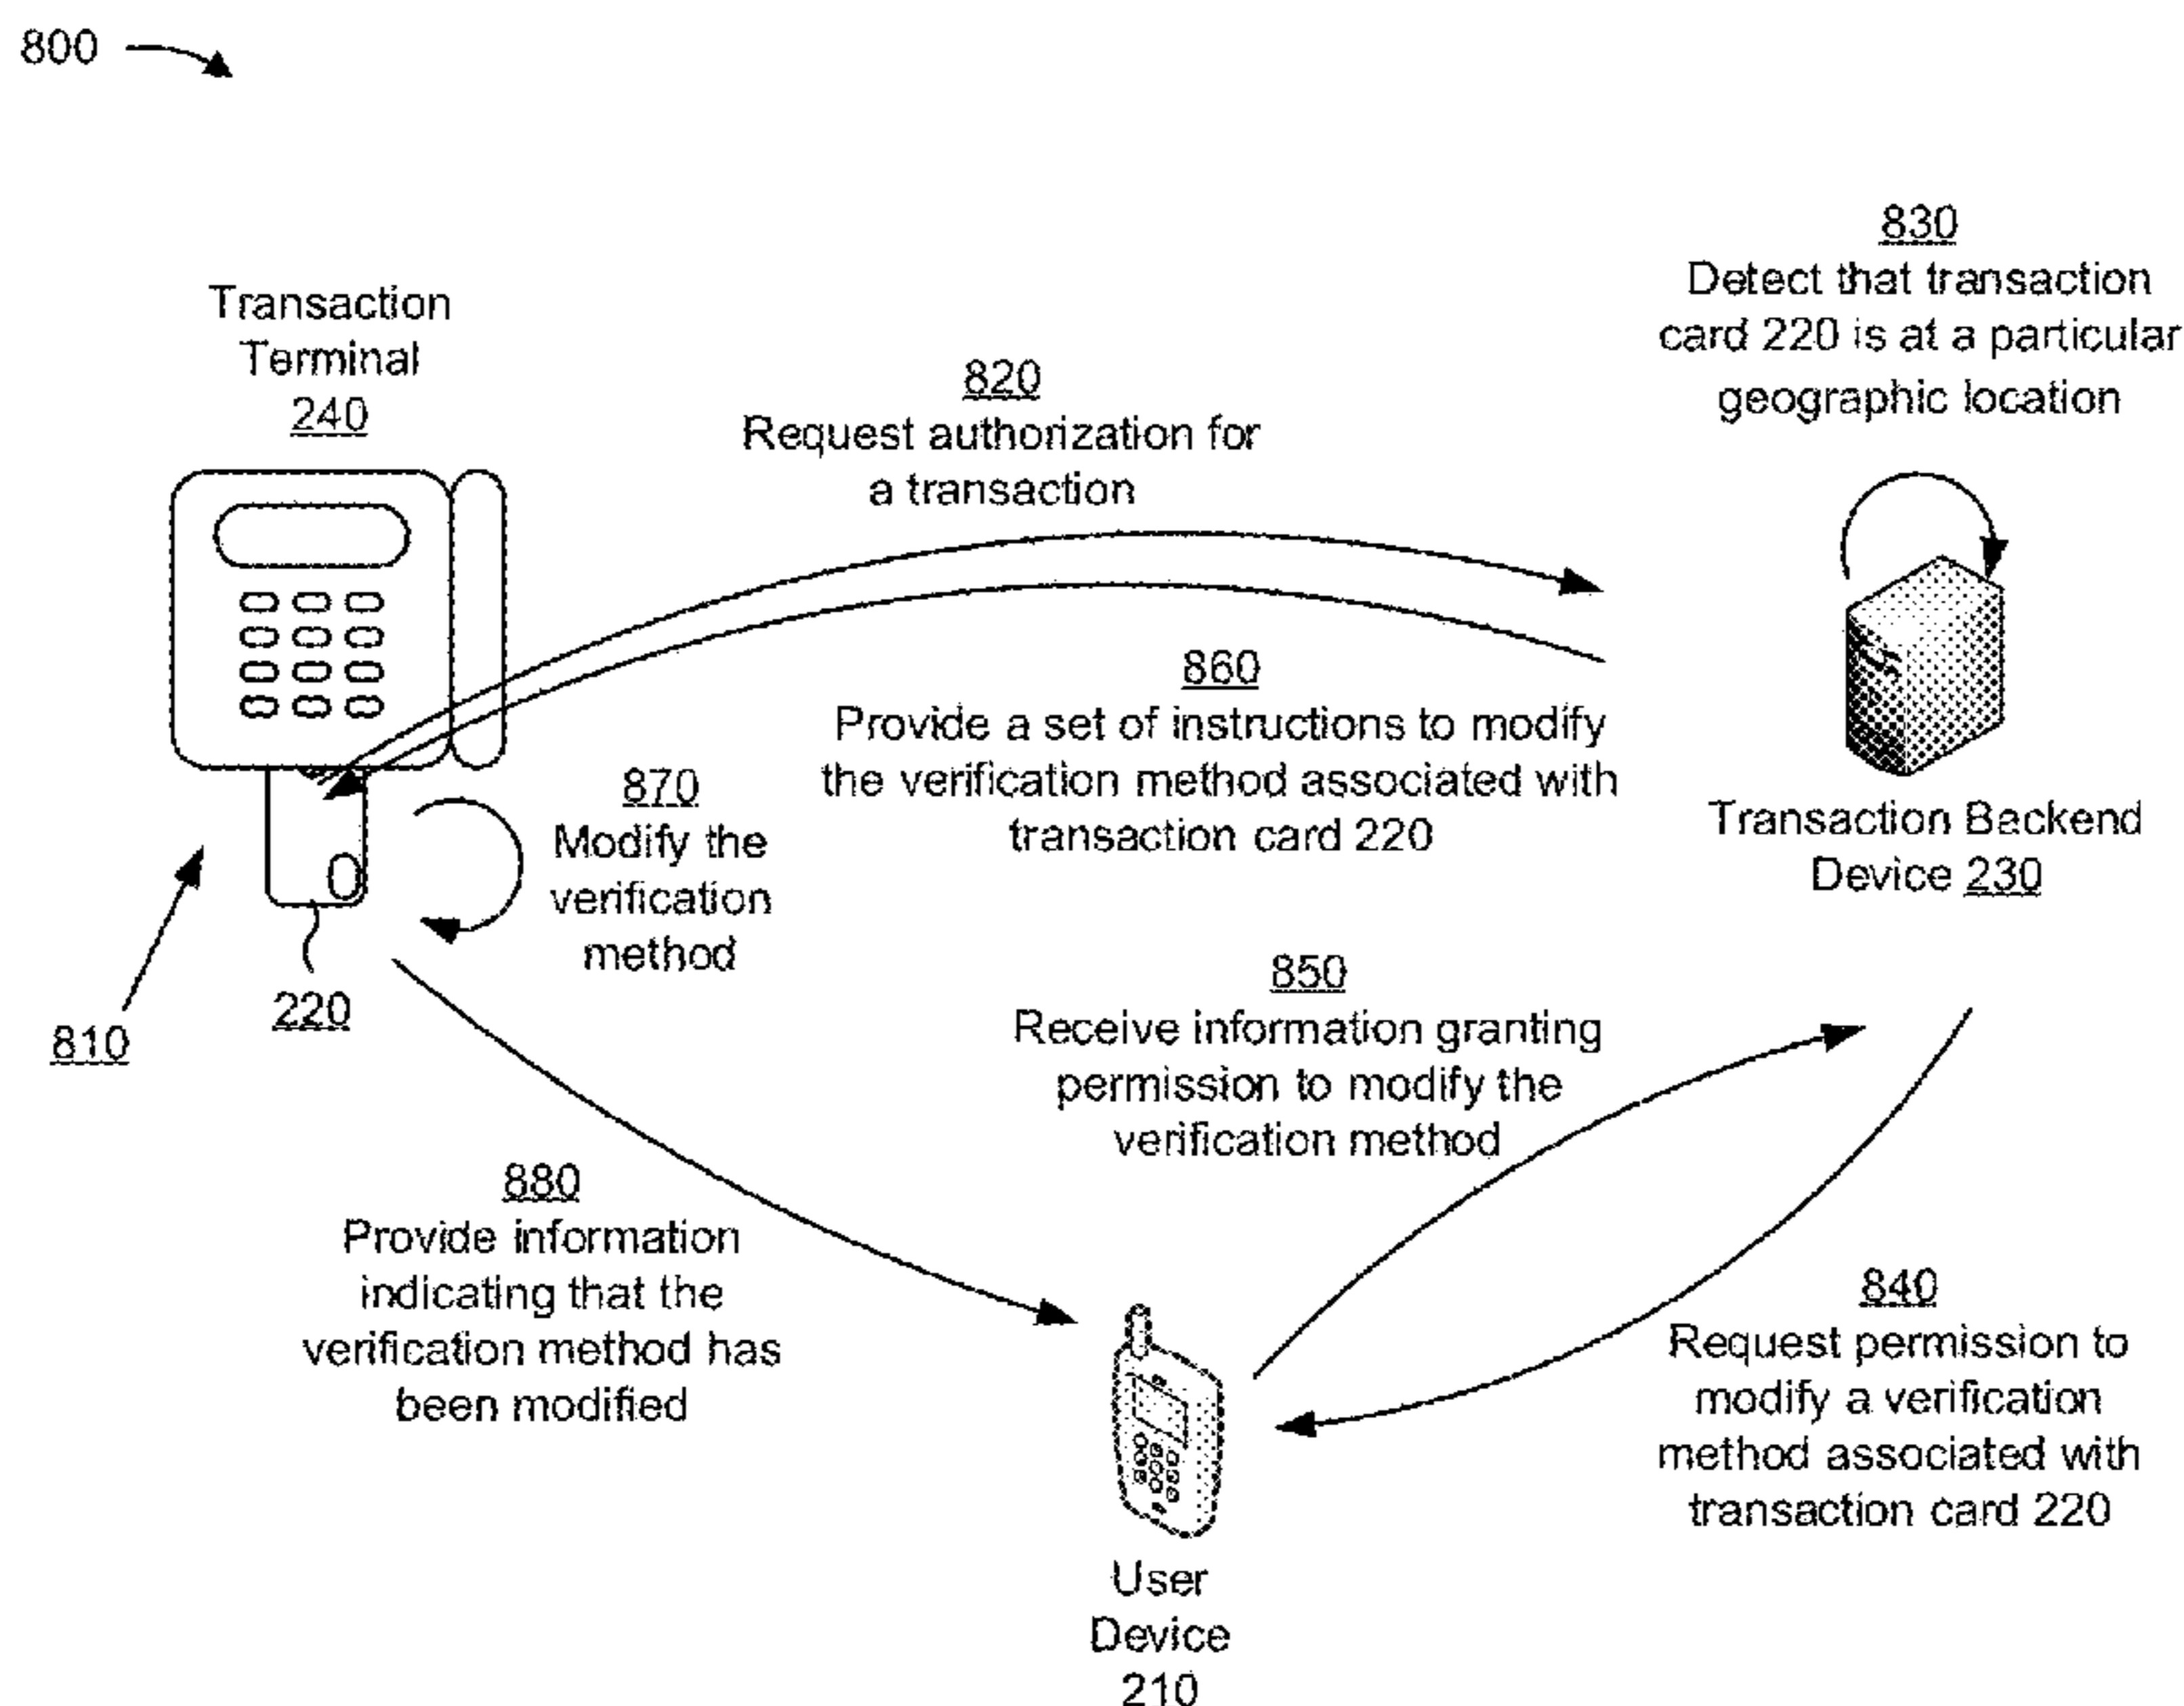 800
Transaction
Terminal
240
820
Request authorization for
a transaction
830
Detect that transaction
card 220 is at a particular
geographic location
860
Provide a set of instructions to modify
the verification method associated with
transaction card 220
Transaction Backend
Device 230
870
Modify the
verification
method
220
810
850
Receive information granting
permission to modify the
verification method
880
Provide information
indicating that the
verification method has
been modified
840
Request permission to
modify a verification
method associated with
transaction card 220
User
Device
210